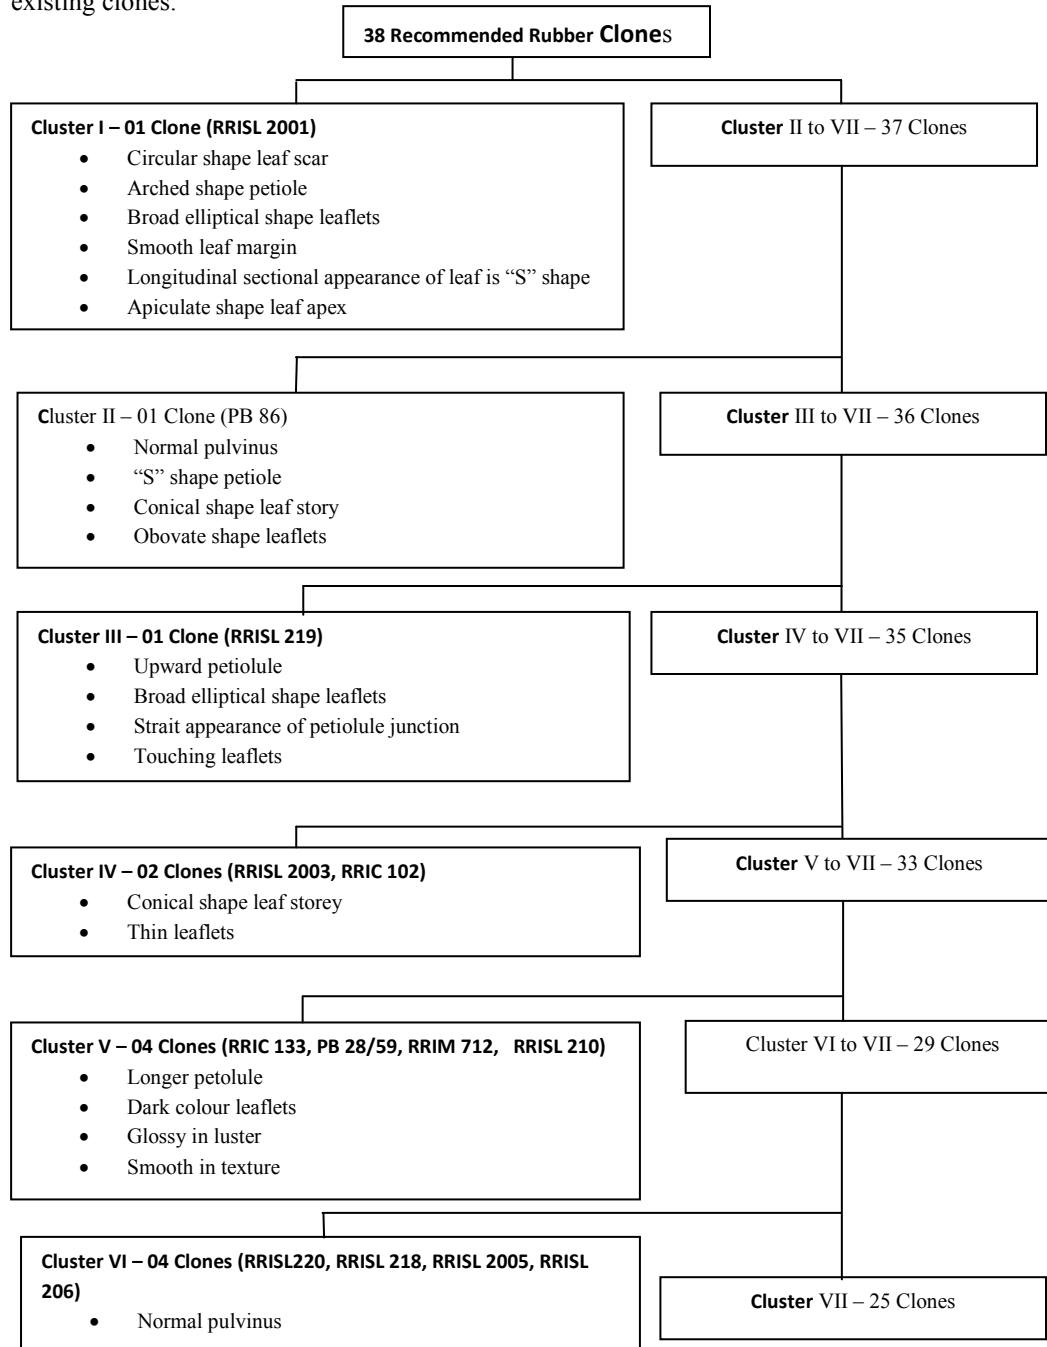 existing clones.
38 Recommended Rubber Clones
Cluster I – 01 Clone (RRISL 2001)
• Circular shape leaf scar
• Arched shape petiole
• Broad elliptical shape leaflets
• Smooth leaf margin
• Longitudinal sectional appearance of leaf is “S” shape
• Apiculate shape leaf apex
Cluster II to VII – 37 Clones
Cluster II – 01 Clone (PB 86)
• Normal pulvinus
• “S” shape petiole
• Conical shape leaf story
• Obovate shape leaflets
Cluster III to VII – 36 Clones
Cluster III – 01 Clone (RRISL 219)
• Upward petiolule
• Broad elliptical shape leaflets
• Strait appearance of petiolule junction
• Touching leaflets
Cluster IV to VII – 35 Clones
Cluster IV – 02 Clones (RRISL 2003, RRIC 102)
• Conical shape leaf storey
• Thin leaflets
Cluster V to VII – 33 Clones
Cluster V – 04 Clones (RRIC 133, PB 28/59, RRIM 712, RRISL 210)
• Longer petolule
• Dark colour leaflets
• Glossy in luster
• Smooth in texture
Cluster VI to VII – 29 Clones
Cluster VI – 04 Clones (RRISL220, RRISL 218, RRISL 2005, RRISL
206)
• Normal pulvinus
Cluster VII – 25 Clones